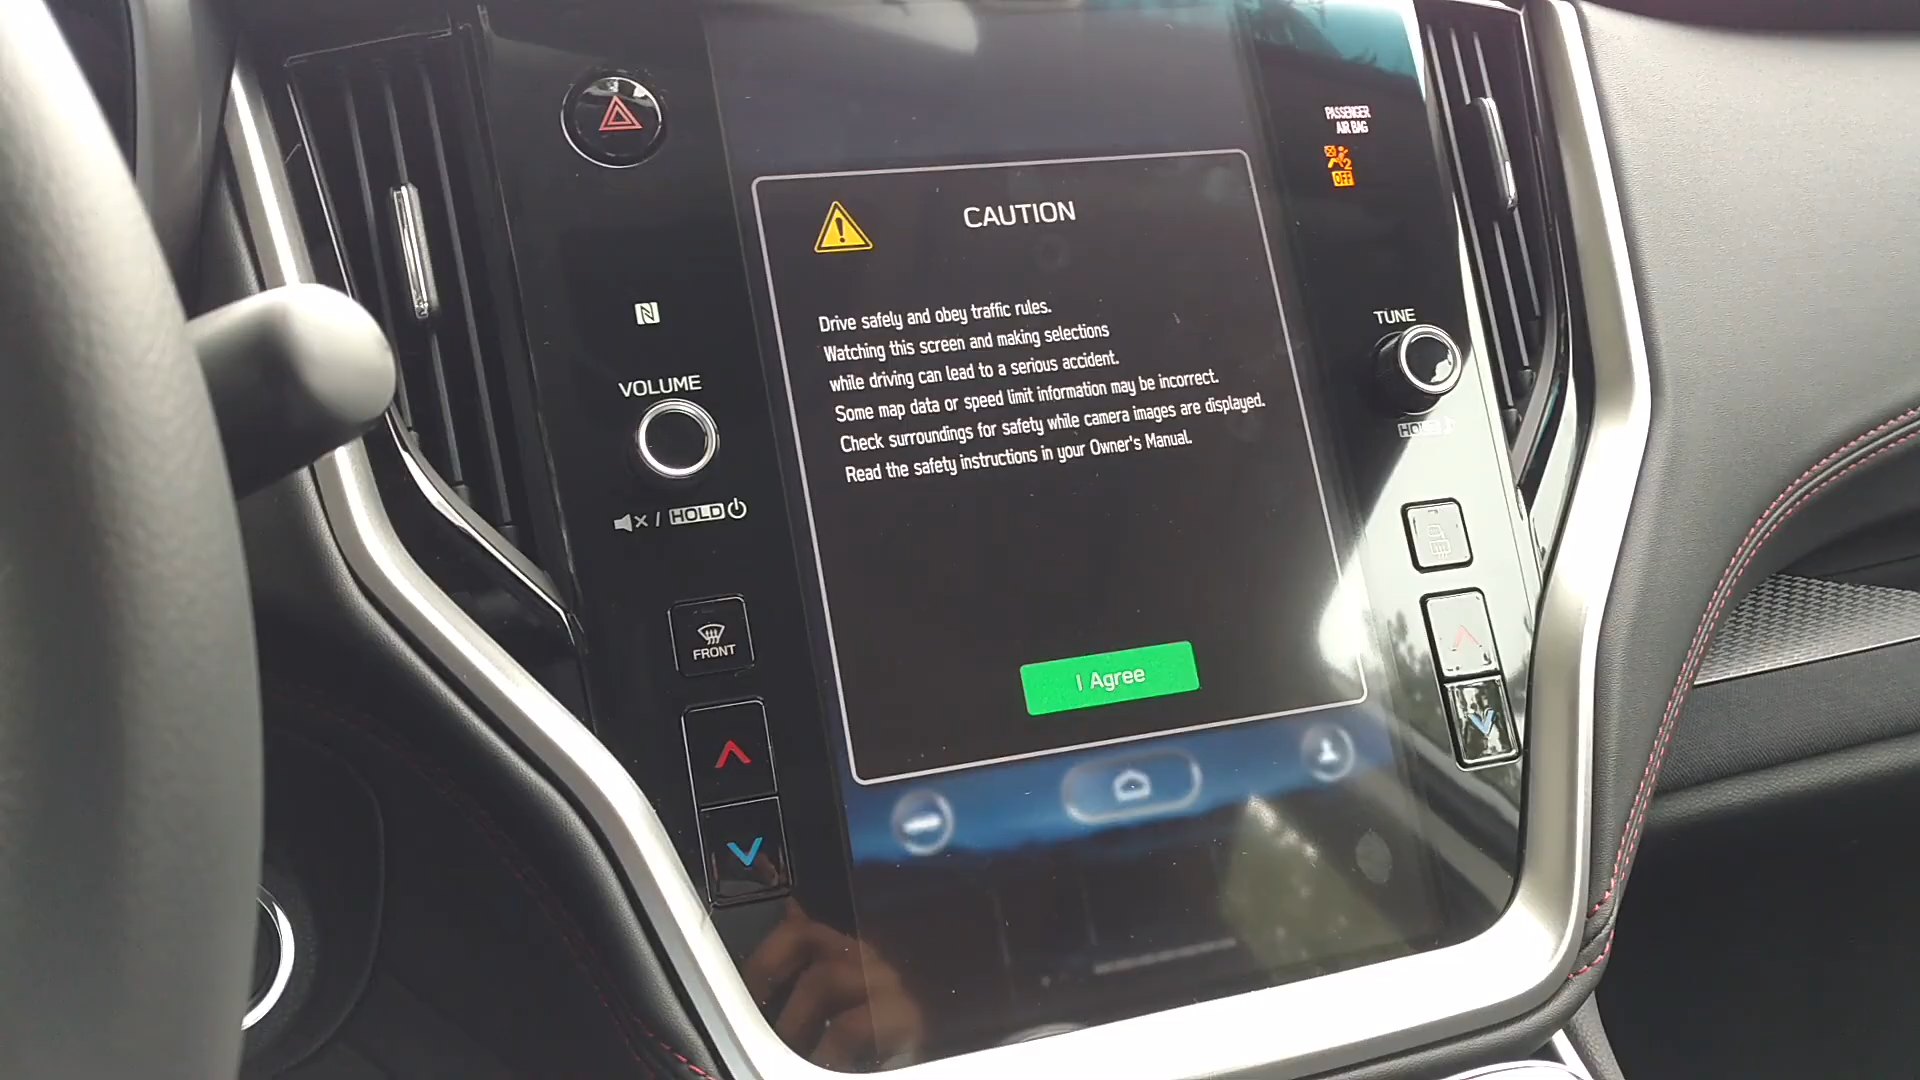 PASSENGER
AIR BAG
2
OFF
CAUTION
Drive safely and obey traffic rules.
Watching this screen and making selections
while driving can lead to a serious accident.
Some map data or speed limit information may be incorrect.
Check surroundings for safety while camera images are displayed.
Read the safety instructions in your Owner's Manual.
I Agree
VOLUME
HOLD
FRONT
TUNE
HOLD